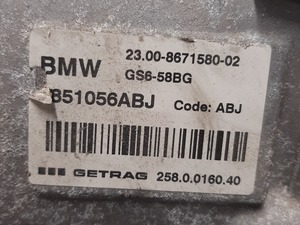 BMW 23.00-8671580-02
GS6-58BG
B51056ABJ Code: ABJ
GETRAG 258.0.0160.40